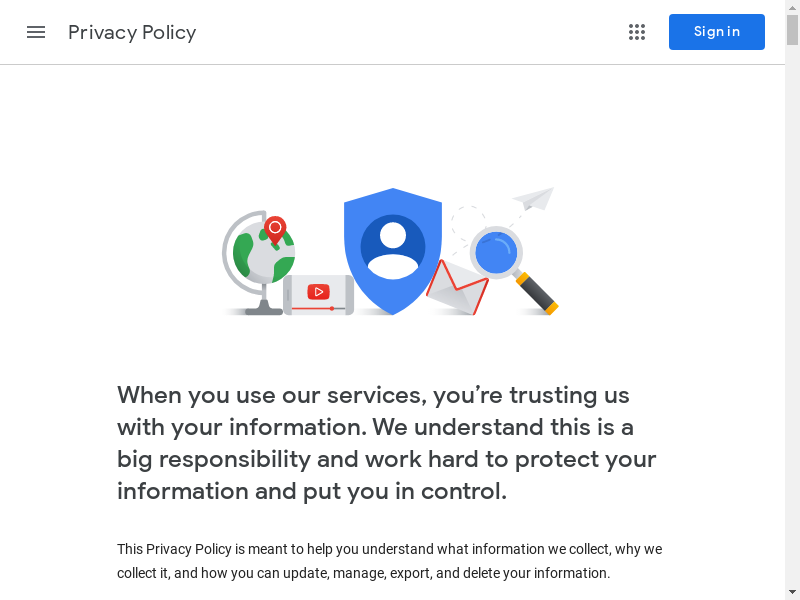 Privacy Policy
Sign in
When you use our services, you’re trusting us
with your information. We understand this is a
big responsibility and work hard to protect your
information and put you in control.
This Privacy Policy is meant to help you understand what information we collect, why we
collect it, and how you can update, manage, export, and delete your information.